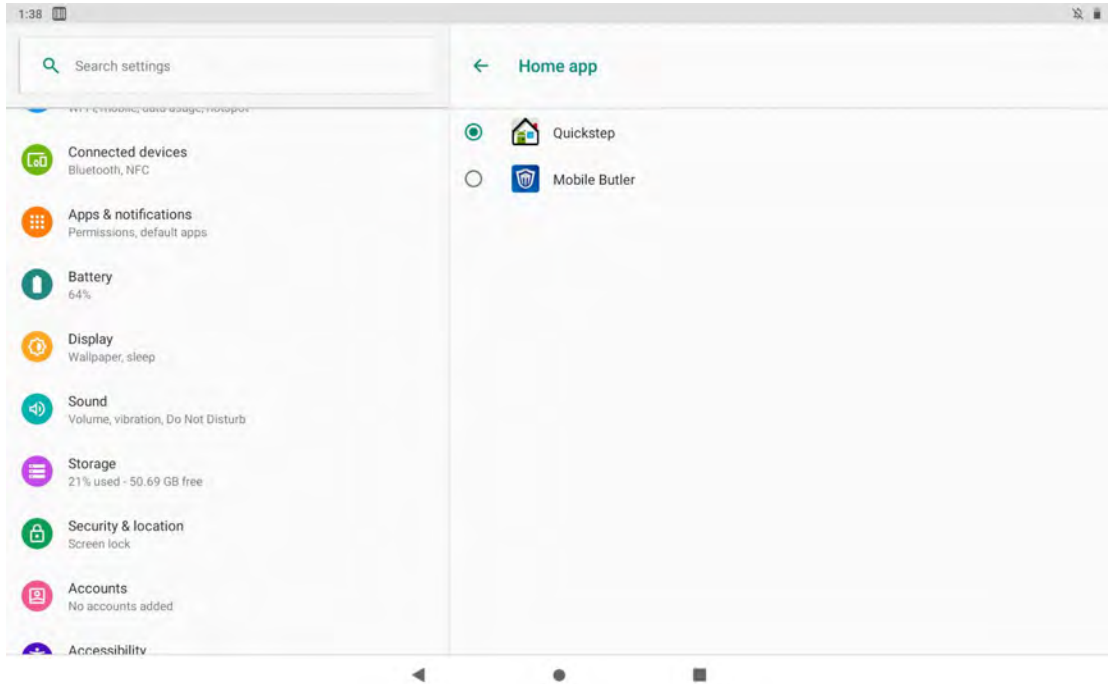 1:38
Search settings
Home app
Connected devices
Bluetooth, NFC
Apps & notifications
Permissions, default apps
Battery
64%
Display
Wallpaper, sleep
Sound
Volume, vibration, Do Not Disturb
Storage
21% used - 50.69 GB free
Security & location
Screen lock
Accounts
No accounts added
Accessibility
Quickstep
Mobile Butler